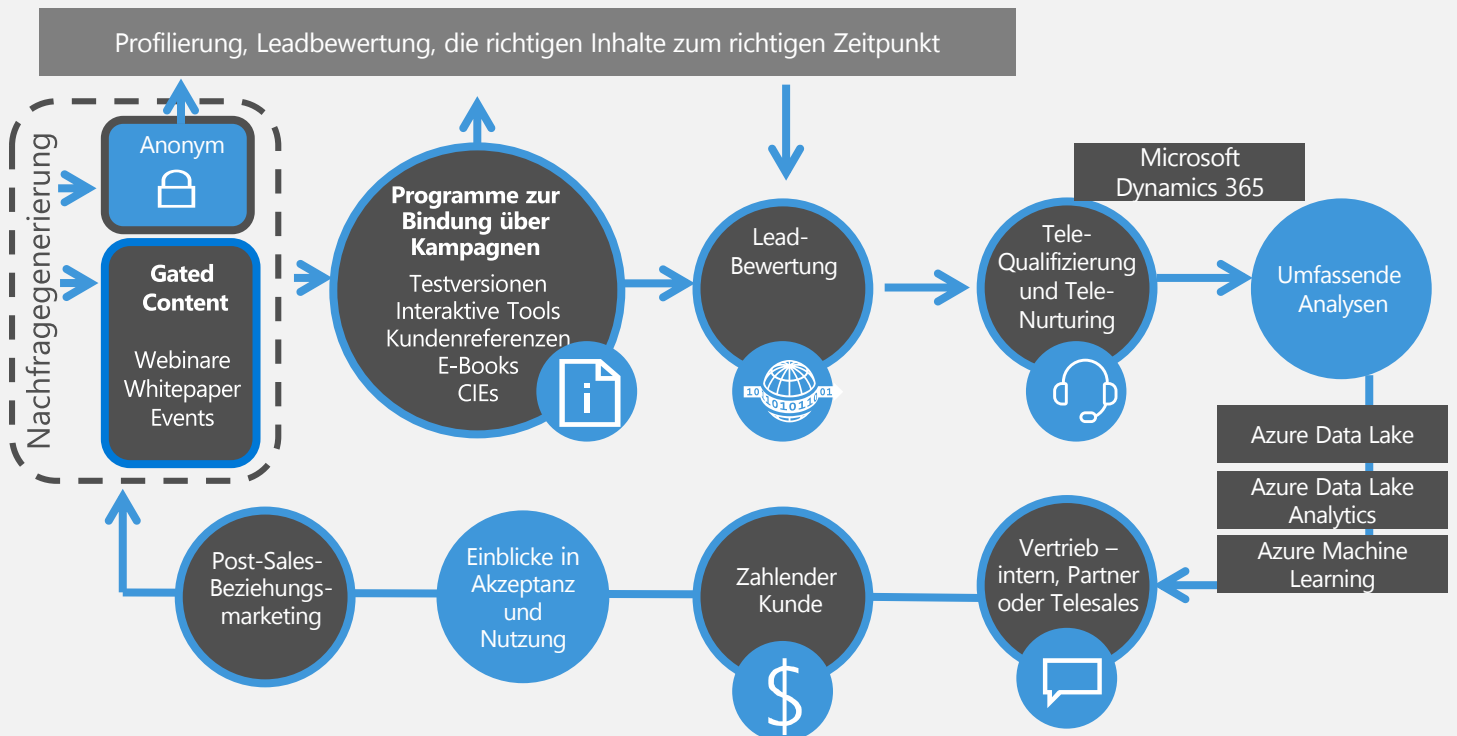 Profilierung, Leadbewertung, die richtigen Inhalte zum richtigen Zeitpunkt
Nachfragegenerierung
Anonym
Gated
Content
Webinare
Whitepaper
Events
Programme zur
Bindung über
Kampagnen
Testversionen
Interaktive Tools
Kundenreferenzen
E-Books
CIEs
i
Lead-
Bewertung
10
1010110
01
Microsoft
Dynamics 365
Tele-
Qualifizierung
und Tele-
Nurturing
Umfassende
Analysen
Azure Data Lake
Azure Data Lake
Analytics
Azure Machine
Learning
Vertrieb –
intern, Partner
oder Telesales
Zahlender
Kunde
$
Einblicke in
Akzeptanz
und
Nutzung
Post-Sales-
Beziehungs-
marketing